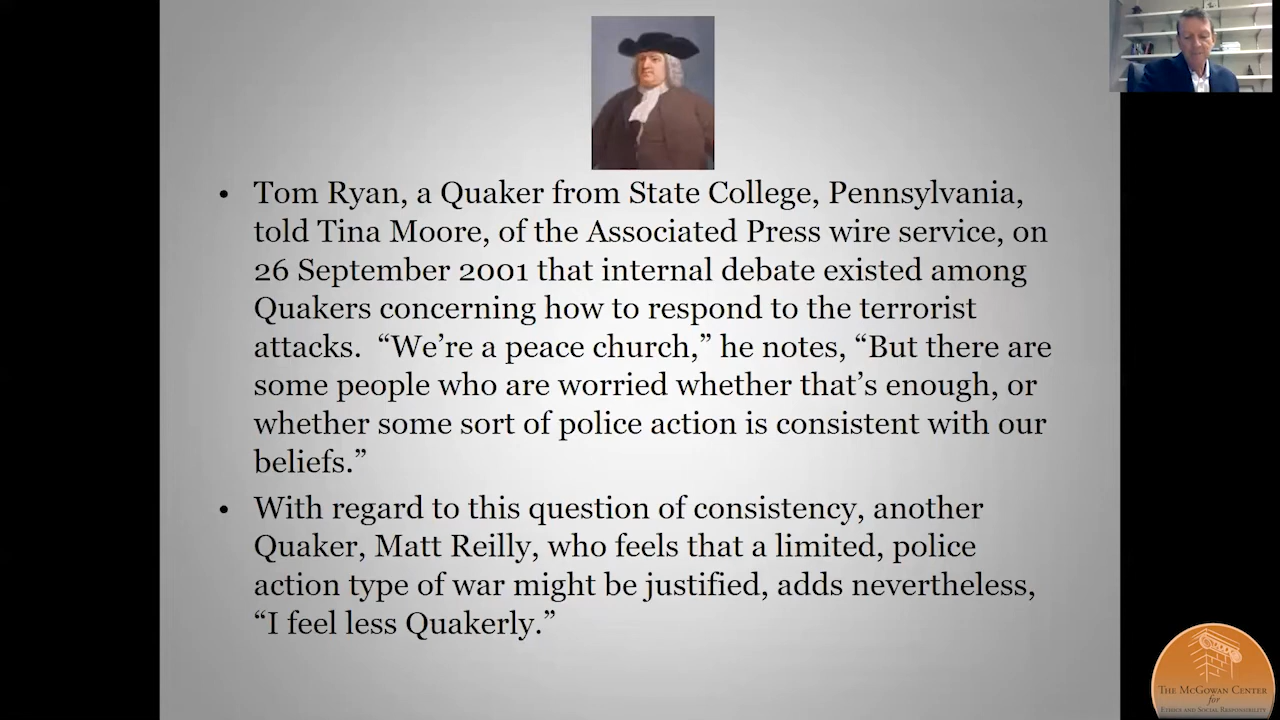 • Tom Ryan, a Quaker from State College, Pennsylvania,
told Tina Moore, of the Associated Press wire service, on
26 September 2001 that internal debate existed among
Quakers concerning how to respond to the terrorist
attacks.  “We’re a peace church,” he notes, “But there are
some people who are worried whether that’s enough, or
whether some sort of police action is consistent with our
beliefs.”
• With regard to this question of consistency, another
Quaker, Matt Reilly, who feels that a limited, police
action type of war might be justified, adds nevertheless,
“I feel less Quakerly.”
THE MCGOWAN CENTER
for
ETHICS AND SOCIAL RESPONSIBILITY